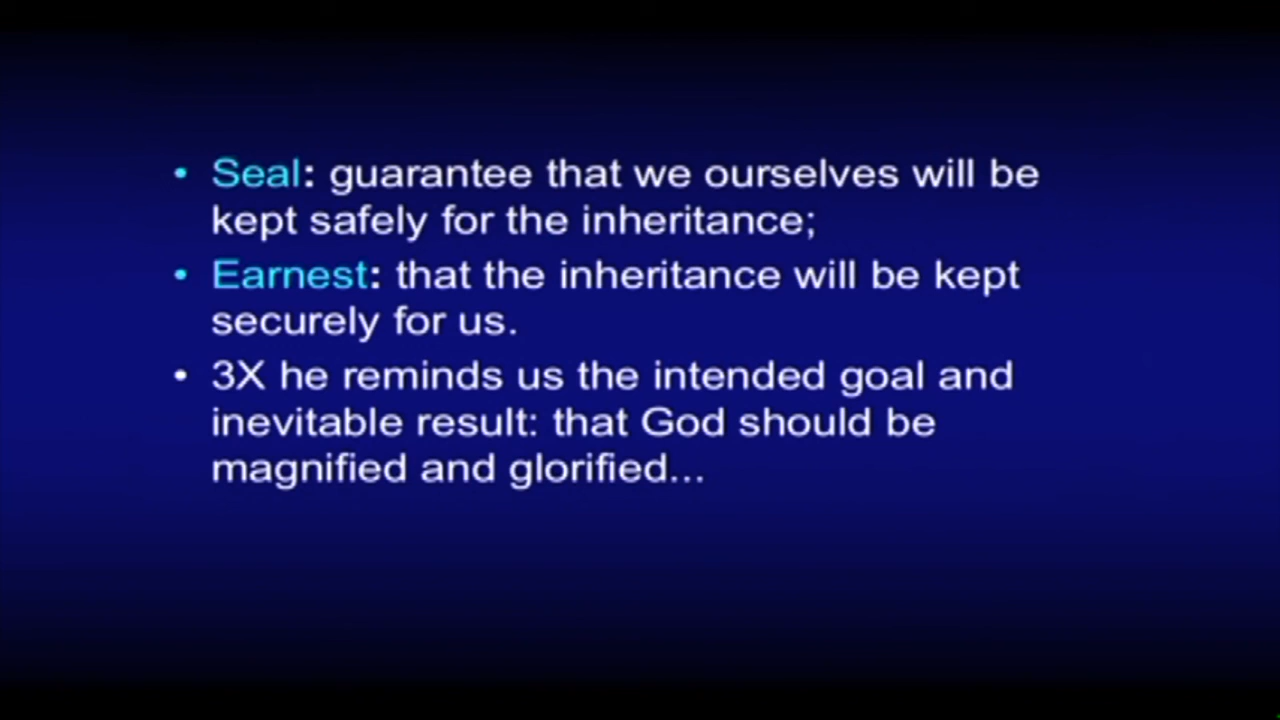 • Seal: guarantee that we ourselves will be
kept safely for the inheritance;
• Earnest: that the inheritance will be kept
securely for us.
• 3X he reminds us the intended goal and
inevitable result: that God should be
magnified and glorified...